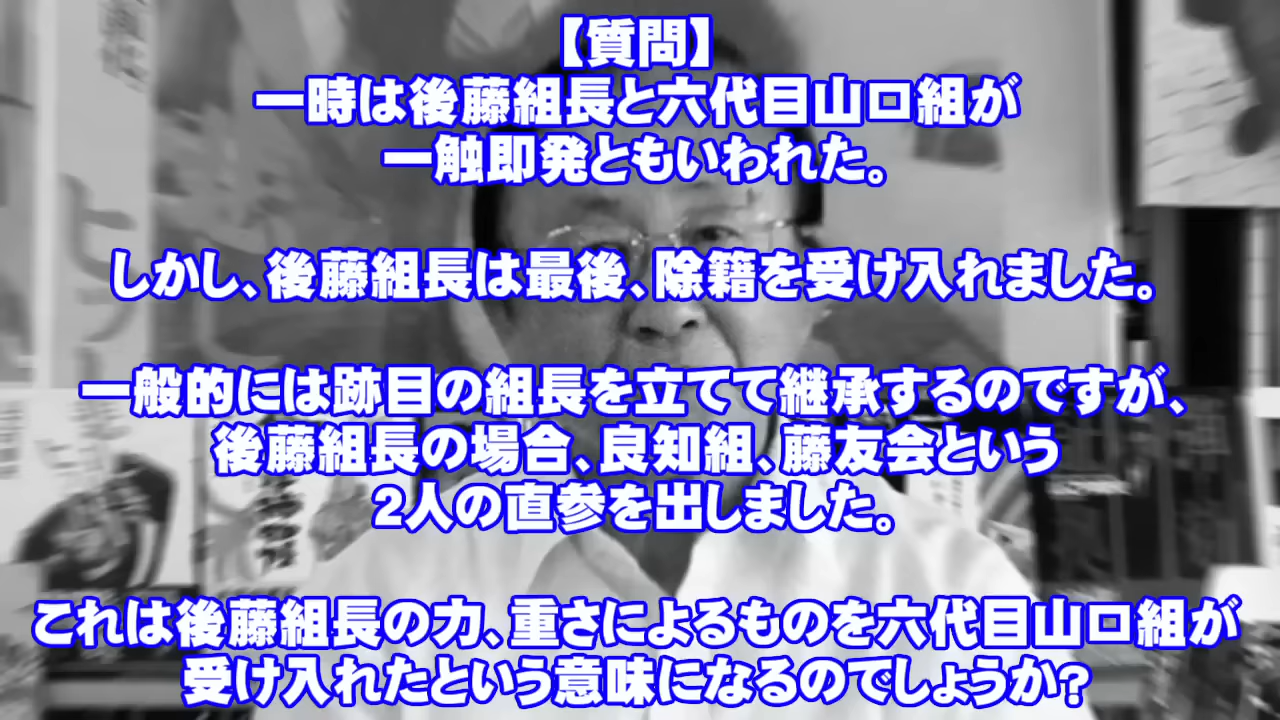 【質問】
一時は後藤組長と六代目山口組が
一触即発ともいわれた。
しかし、後藤組長は最後、除籍を受け入れました。
一般的には跡目の組長を立てて継承するのですが、
後藤組長の場合、良知組、藤友会という
2人の直参を出しました。
これは後藤組長の力、重さによるものを六代目山口組が
受け入れたという意味になるのでしょうか?